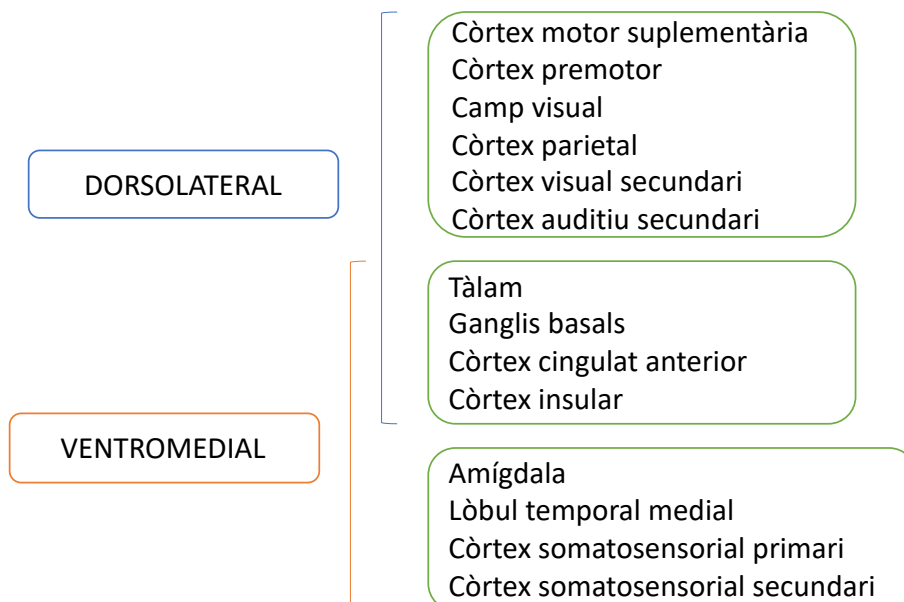 Còrtex motor suplementària
Còrtex premotor
Camp visual
Còrtex parietal
Còrtex visual secundari
Còrtex auditiu secundari
DORSOLATERAL
Tàlam
Ganglis basals
Còrtex cingulat anterior
Còrtex insular
VENTROMEDIAL
Amígdala
Lòbul temporal medial
Còrtex somatosensorial primari
Còrtex somatosensorial secundari